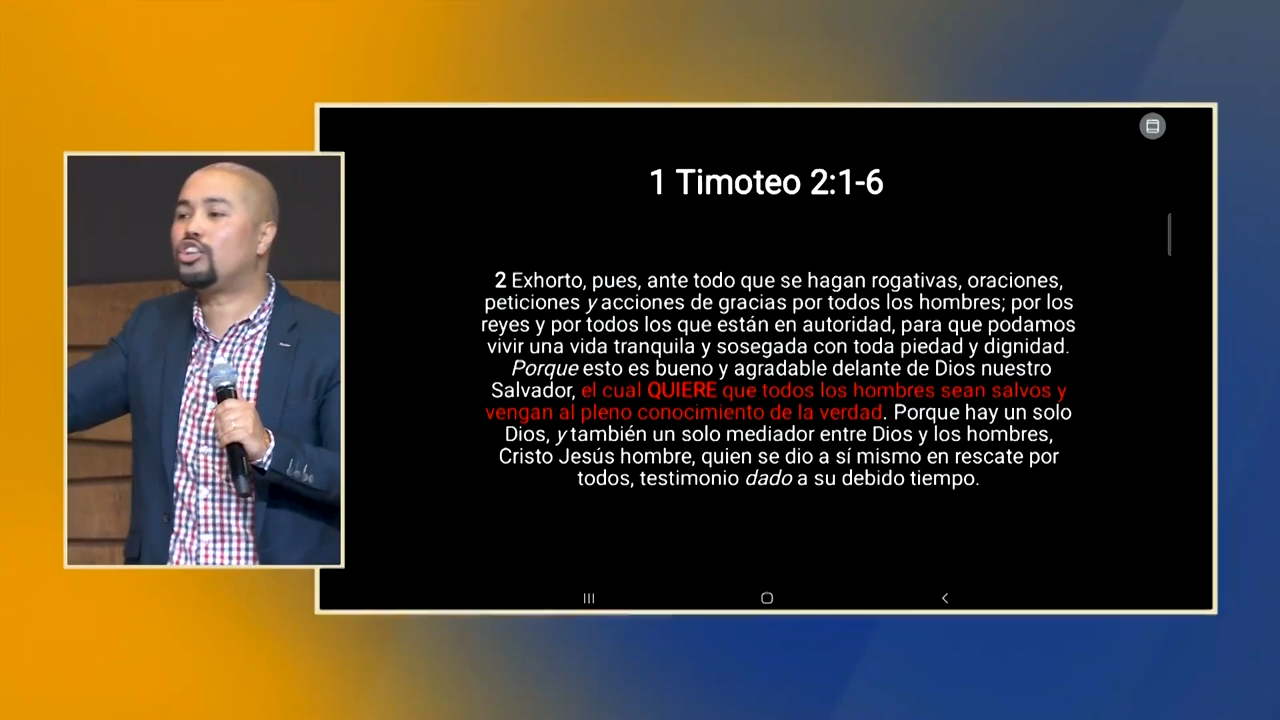 1 Timoteo 2:1-6
2 Exhorto, pues, ante todo que se hagan rogativas, oraciones,
peticiones y acciones de gracias por todos los hombres; por los
reyes y por todos los que están en autoridad, para que podamos
vivir una vida tranquila y sosegada con toda piedad y dignidad.
Porque esto es bueno y agradable delante de Dios nuestro
Salvador, el cual QUIERE que todos los hombres sean salvos y
vengan al pleno conocimiento de la verdad. Porque hay un solo
Dios, y también un solo mediador entre Dios y los hombres,
Cristo Jesús hombre, quien se dio a sí mismo en rescate por
todos, testimonio dado a su debido tiempo.